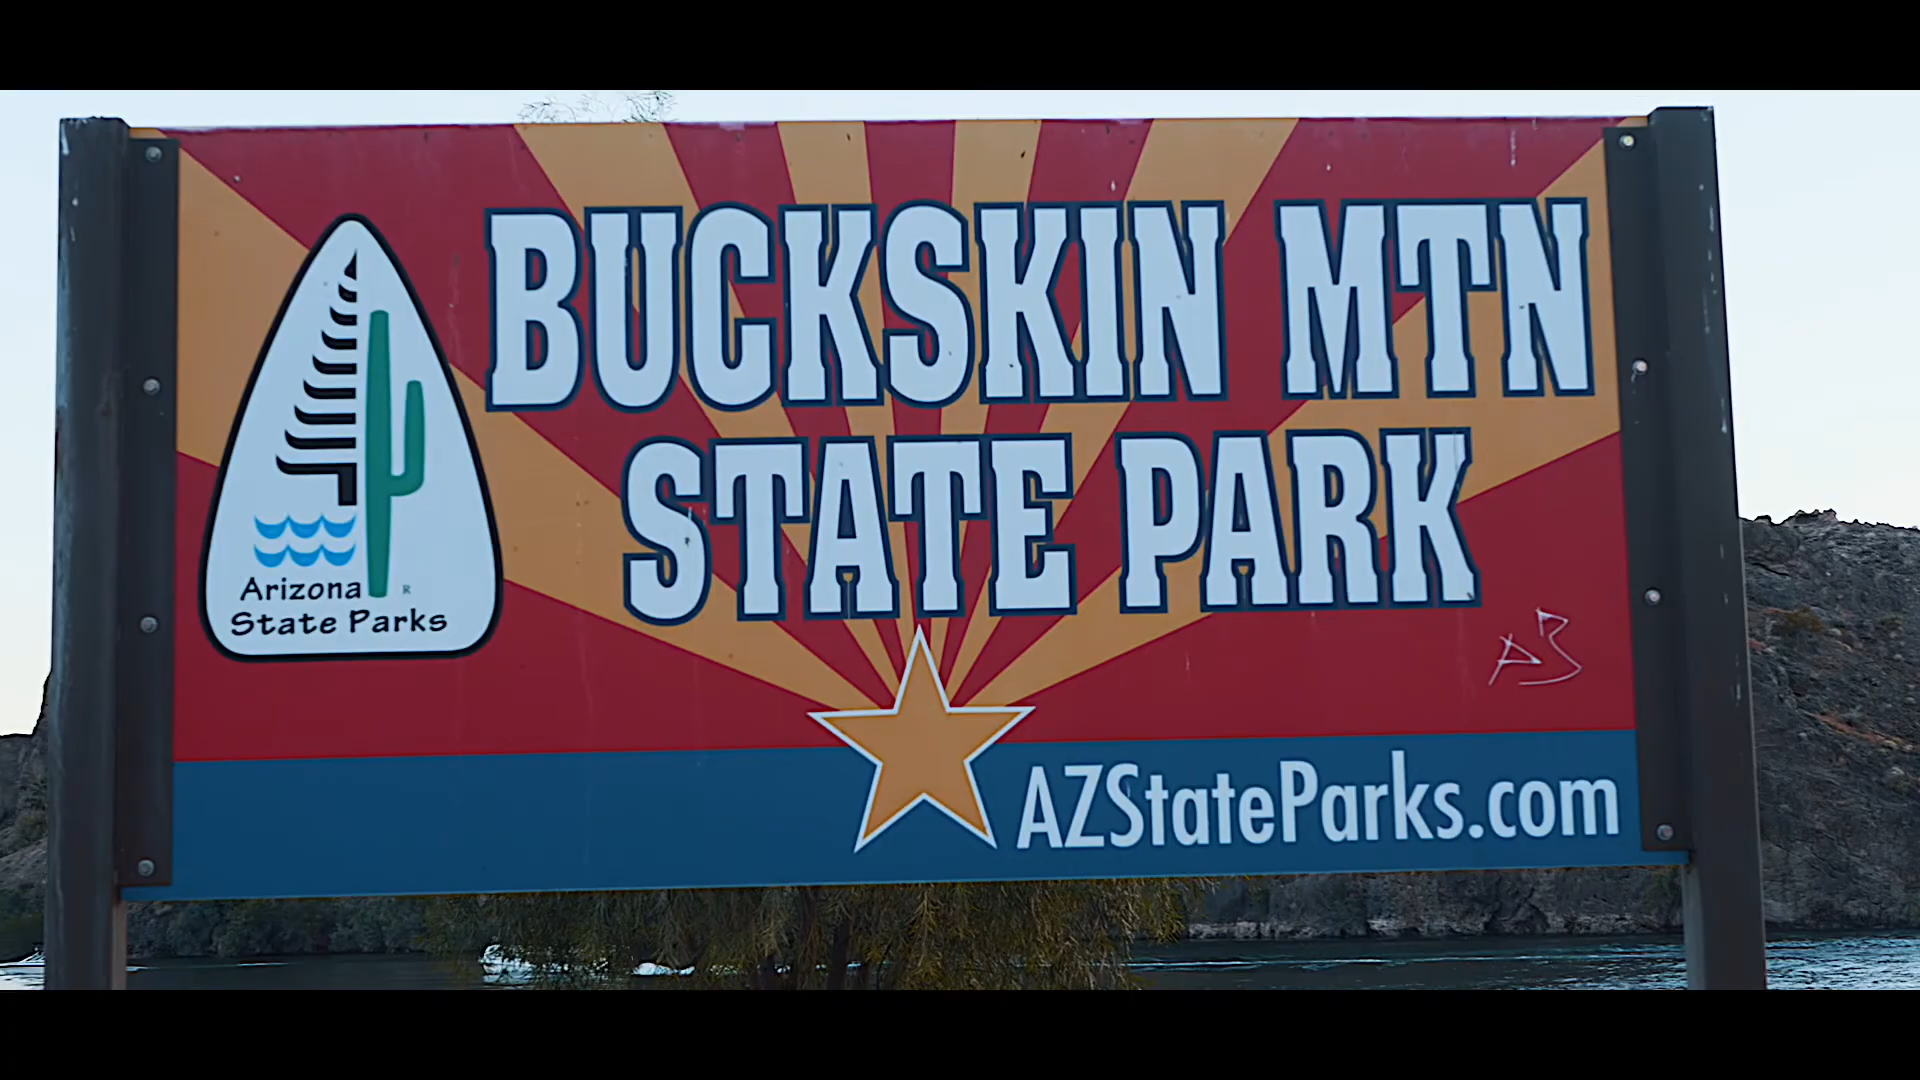 BUCKSKIN MTN
STATE PARK
Arizona
State Parks
R
AZStateParks.com